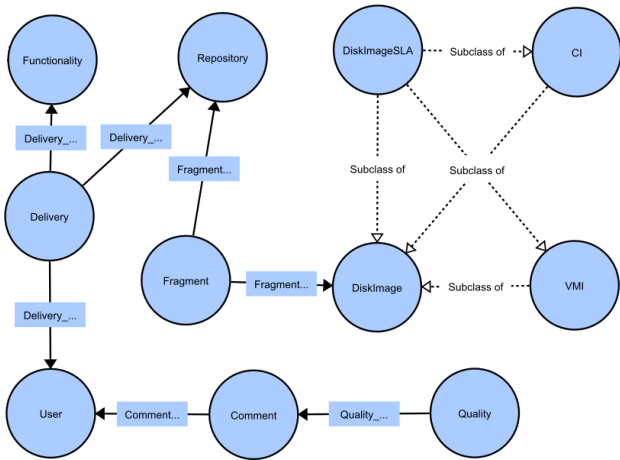 Functionality
Repository
DiskImageSLA
Subclass of
CI
Delivery_...
Delivery_...
Fragment...
Subclass of
Subclass of
Delivery
Fragment
Fragment...
DiskImage
Subclass of
VMI
Delivery_...
User
Comment...
Comment
Quality_...
Quality